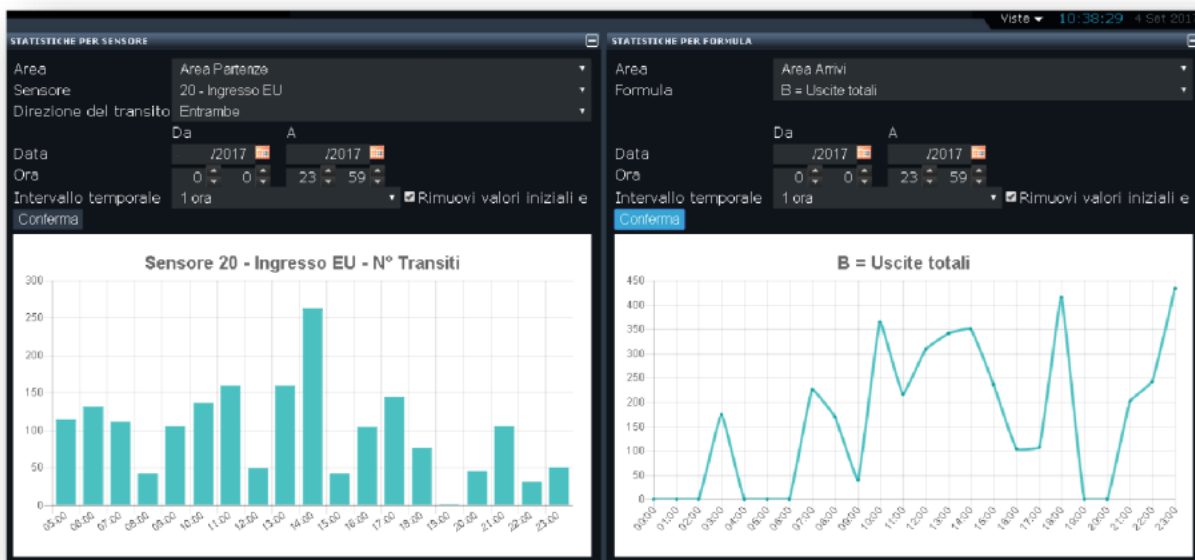 Viste 10:38:29 4 Set 201
STATISTICHE PER SENSORE
Area Area Partenze
Sensore 20 - Ingresso EU
Direzione del transito Entrambe
Da A
Data /2017 /2017
Ora 0 0 23 59
Intervallo temporale 1 ora Rimuovi valori iniziali e
Conferma
Sensore 20 - Ingresso EU - N° Transiti
300
250
200
150
100
50
0
05:00 06:00 07:00 08:00 09:00 10:00 11:00 12:00 13:00 14:00 15:00 16:00 17:00 18:00 19:00 20:00 21:00 22:00 23:00
STATISTICHE PER FORMULA
Area Area Arrivi
Formula B = Uscite totali
Da A
Data /2017 /2017
Ora 0 0 23 59
Intervallo temporale 1 ora Rimuovi valori iniziali e
Conferma
B = Uscite totali
450
400
350
300
250
200
150
100
50
0
00:00 01:00 02:00 03:00 04:00 05:00 06:00 07:00 08:00 09:00 10:00 11:00 12:00 13:00 14:00 15:00 16:00 17:00 18:00 19:00 20:00 21:00 22:00 23:00